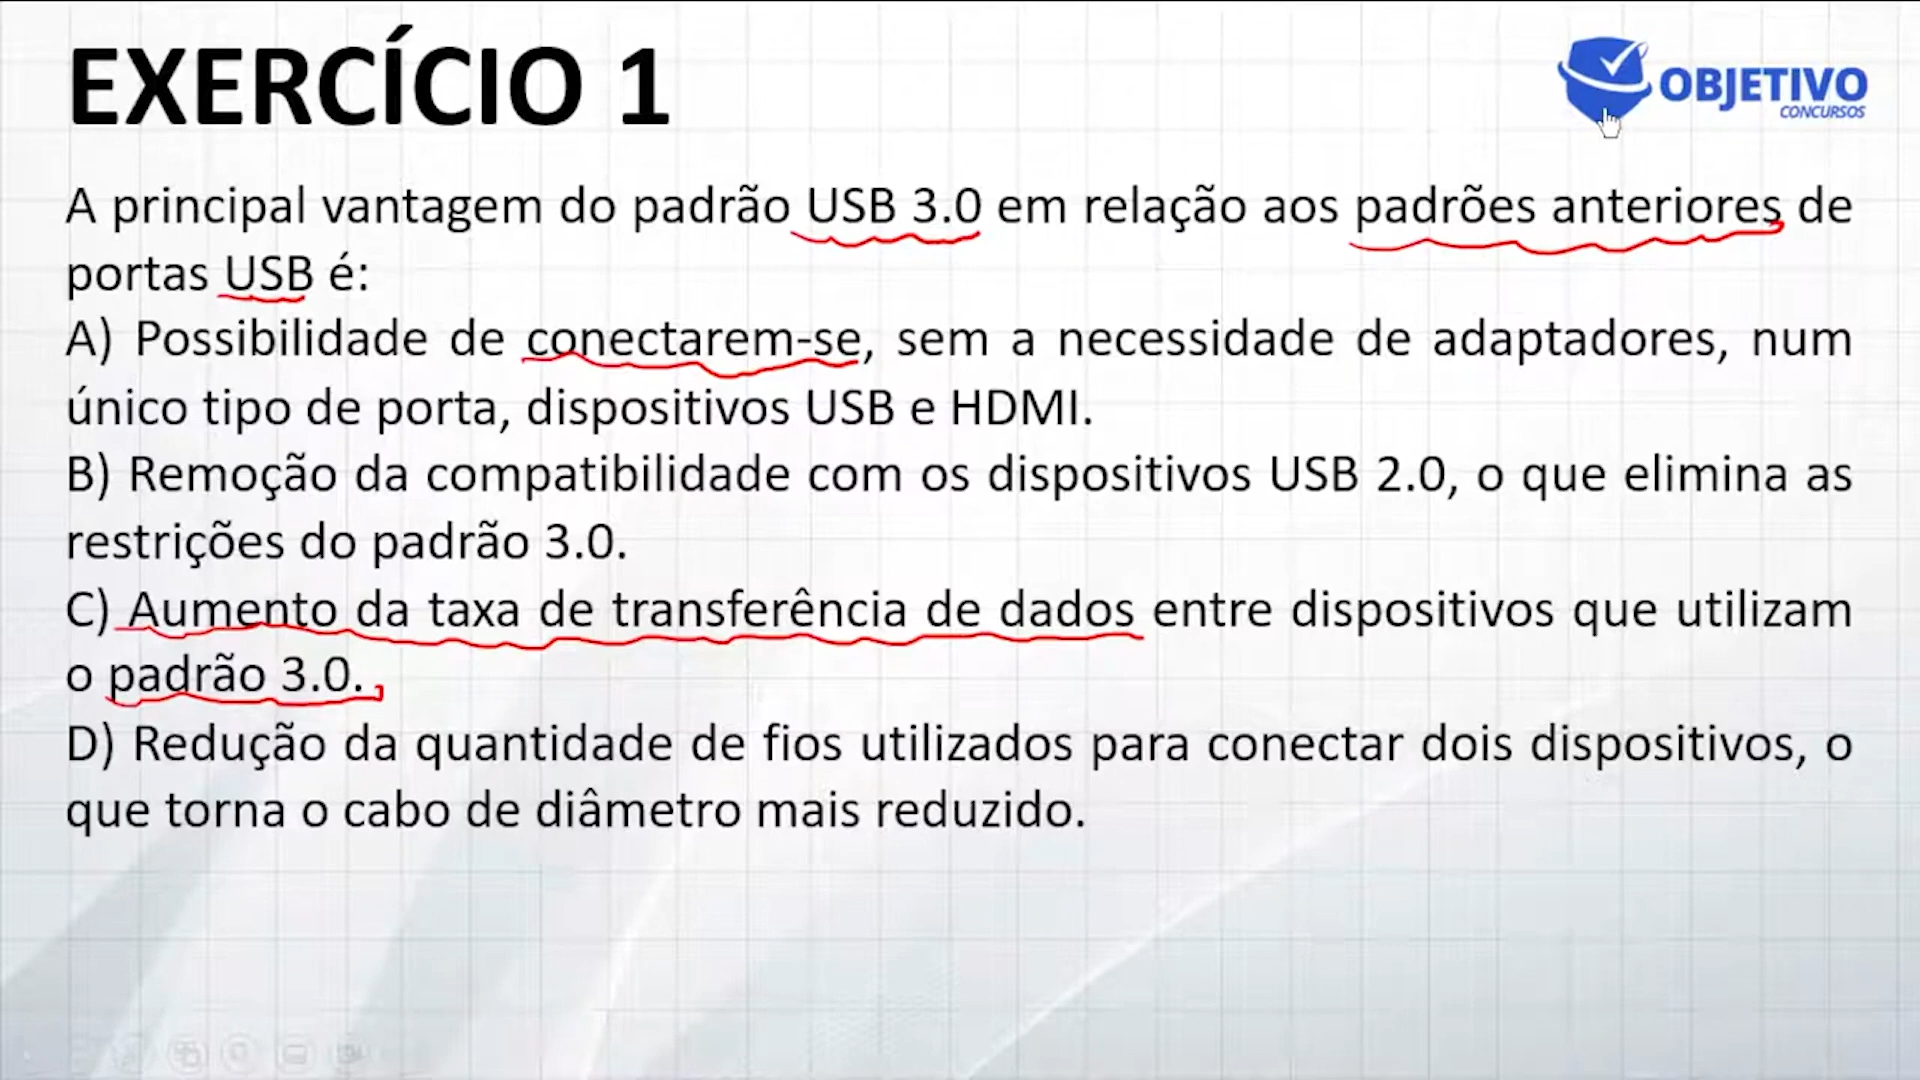 EXERCÍCIO 1
OBJETIVO
CONCURSOS
A principal vantagem do padrão USB 3.0 em relação aos padrões anteriores de
portas USB é:
A) Possibilidade de conectarem-se, sem a necessidade de adaptadores, num
único tipo de porta, dispositivos USB e HDMI.
B) Remoção da compatibilidade com os dispositivos USB 2.0, o que elimina as
restrições do padrão 3.0.
C) Aumento da taxa de transferência de dados entre dispositivos que utilizam
o padrão 3.0.
D) Redução da quantidade de fios utilizados para conectar dois dispositivos, o
que torna o cabo de diâmetro mais reduzido.